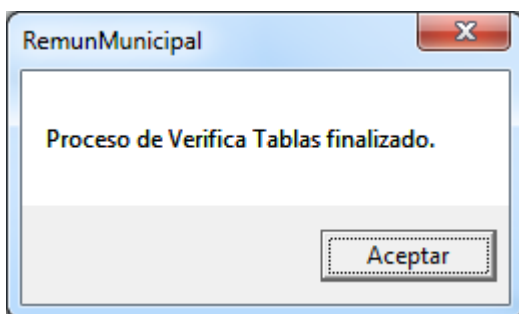 RemunMunicipal
Proceso de Verifica Tablas finalizado.
Aceptar